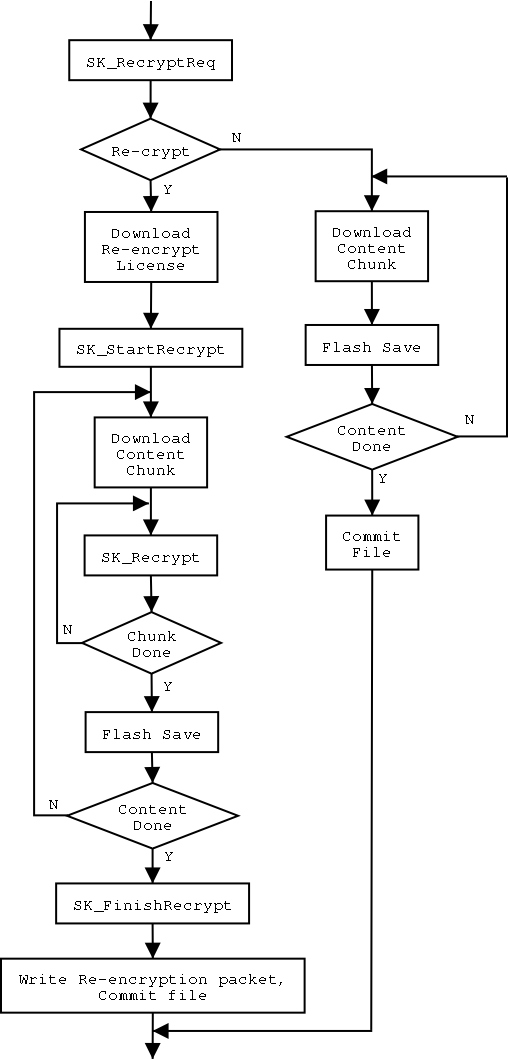 SK_RecryptReq
Re-crypt
N
Y
Download
Re-encrypt
License
SK_StartRecrypt
Download
Content
Chunk
SK_Recrypt
Chunk
Done
N
Y
Flash Save
Content
Done
N
Y
SK_FinishRecrypt
Write Re-encryption packet,
Commit file
Download
Content
Chunk
Flash Save
Content
Done
N
Y
Commit
File